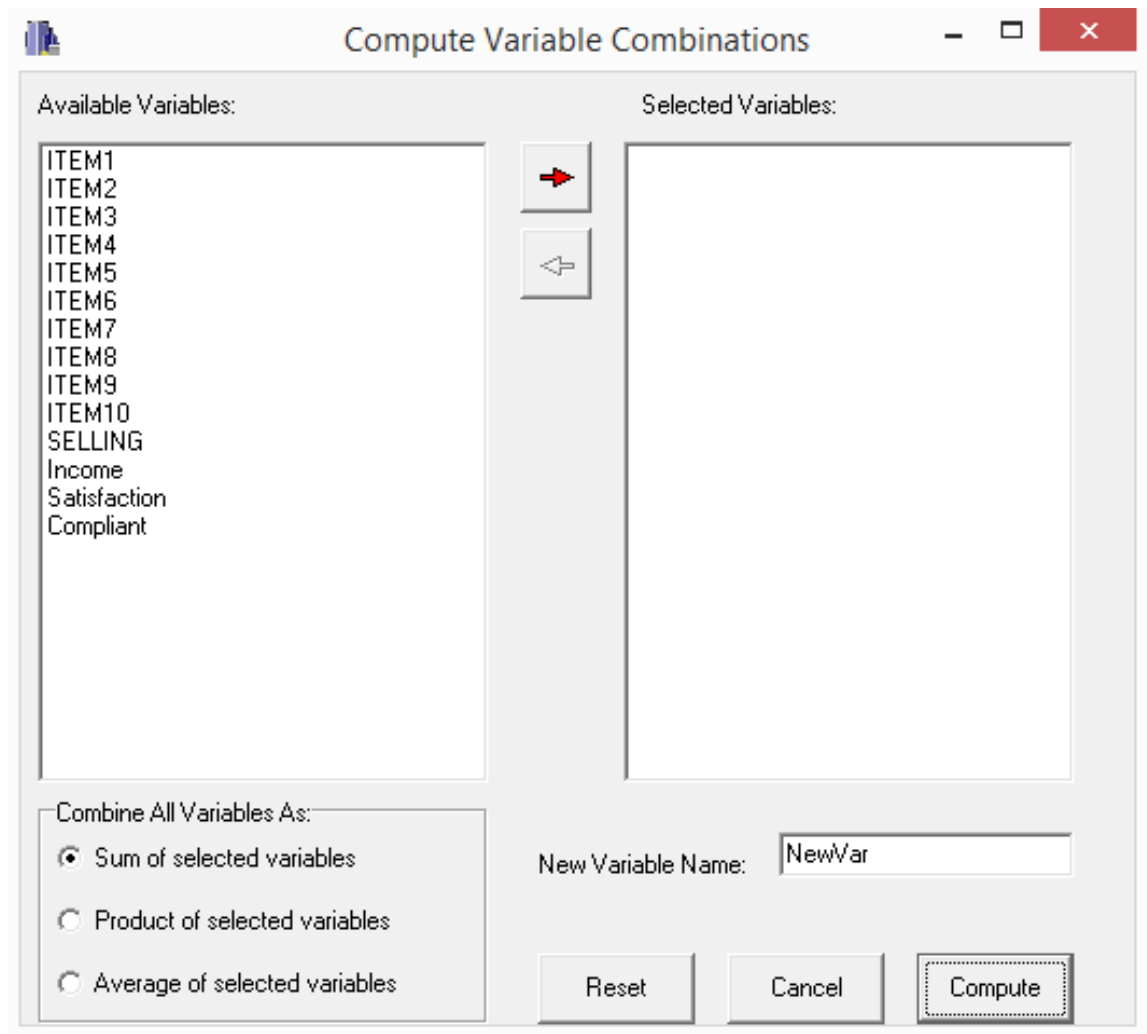 Compute Variable Combinations
Available Variables:
Selected Variables:
ITEM1
ITEM2
ITEM3
ITEM4
ITEM5
ITEM6
ITEM7
ITEM8
ITEM9
ITEM10
SELLING
Income
Satisfaction
Compliant
Combine All Variables As:
Sum of selected variables
Product of selected variables
Average of selected variables
New Variable Name: NewVar
Reset Cancel Compute